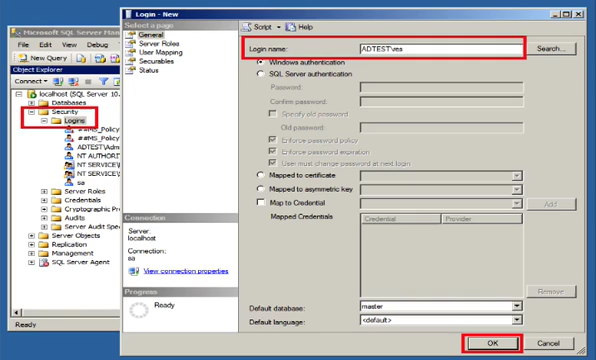 Microsoft SQL Server Mana
File Edit View Debug
New Query
Object Explorer
Connect
localhost (SQL Server 10.
Databases
Security
Logins
##MS_Policy
##MS_Policy
ADTEST\Adm
NT AUTHORI
NT SERVICE\
NT SERVICE\
sa
Server Roles
Credentials
Cryptographic Pr
Audits
Server Audit Spe
Server Objects
Replication
Management
SQL Server Agent
Ready
Login - New
Select a page
General
Server Roles
User Mapping
Securables
Status
Connection
Server:
localhost
Connection:
sa
View connection properties
Progress
Ready
Script Help
Login name: ADTEST\ves Search...
Windows authentication
SQL Server authentication
Password:
Confirm password:
Specify old password
Old password:
Enforce password policy
Enforce password expiration
User must change password at next login
Mapped to certificate
Mapped to asymmetric key
Map to Credential Add
Mapped Credentials Credential Provider
Remove
Default database: master
Default language: <default>
OK Cancel